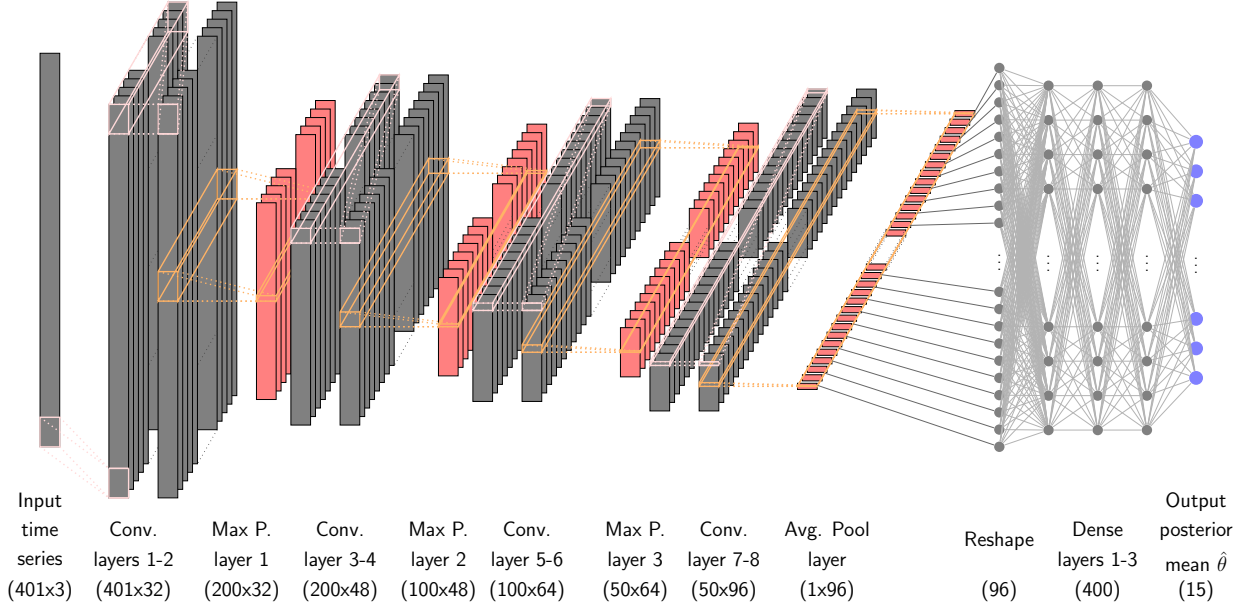 Input
time
series
(401x3)
Conv.
layers 1-2
(401x32)
Max P.
layer 1
(200x32)
Conv.
layer 3-4
(200x48)
Max P.
layer 2
(100x48)
Conv.
layer 5-6
(100x64)
Max P.
layer 3
(50x64)
Conv.
layer 7-8
(50x96)
Avg. Pool
layer
(1x96)
Reshape
(96)
Dense
layers 1-3
(400)
Output
posterior
mean θ̂
(15)